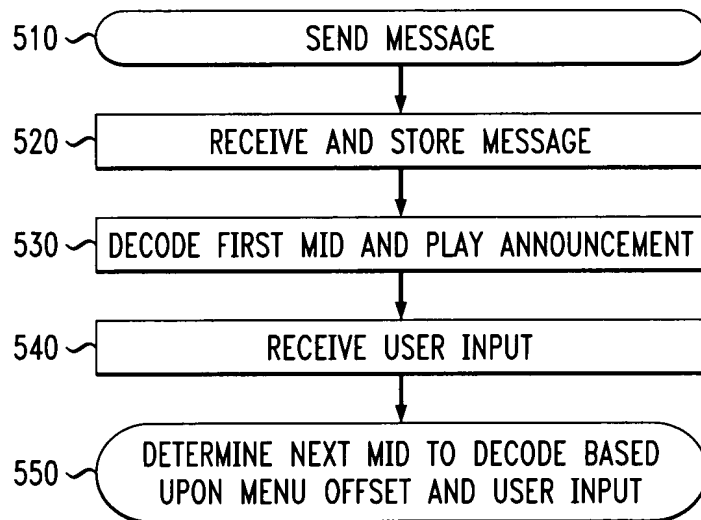 510 SEND MESSAGE
520 RECEIVE AND STORE MESSAGE
530 DECODE FIRST MID AND PLAY ANNOUNCEMENT
540 RECEIVE USER INPUT
550 DETERMINE NEXT MID TO DECODE BASED
UPON MENU OFFSET AND USER INPUT